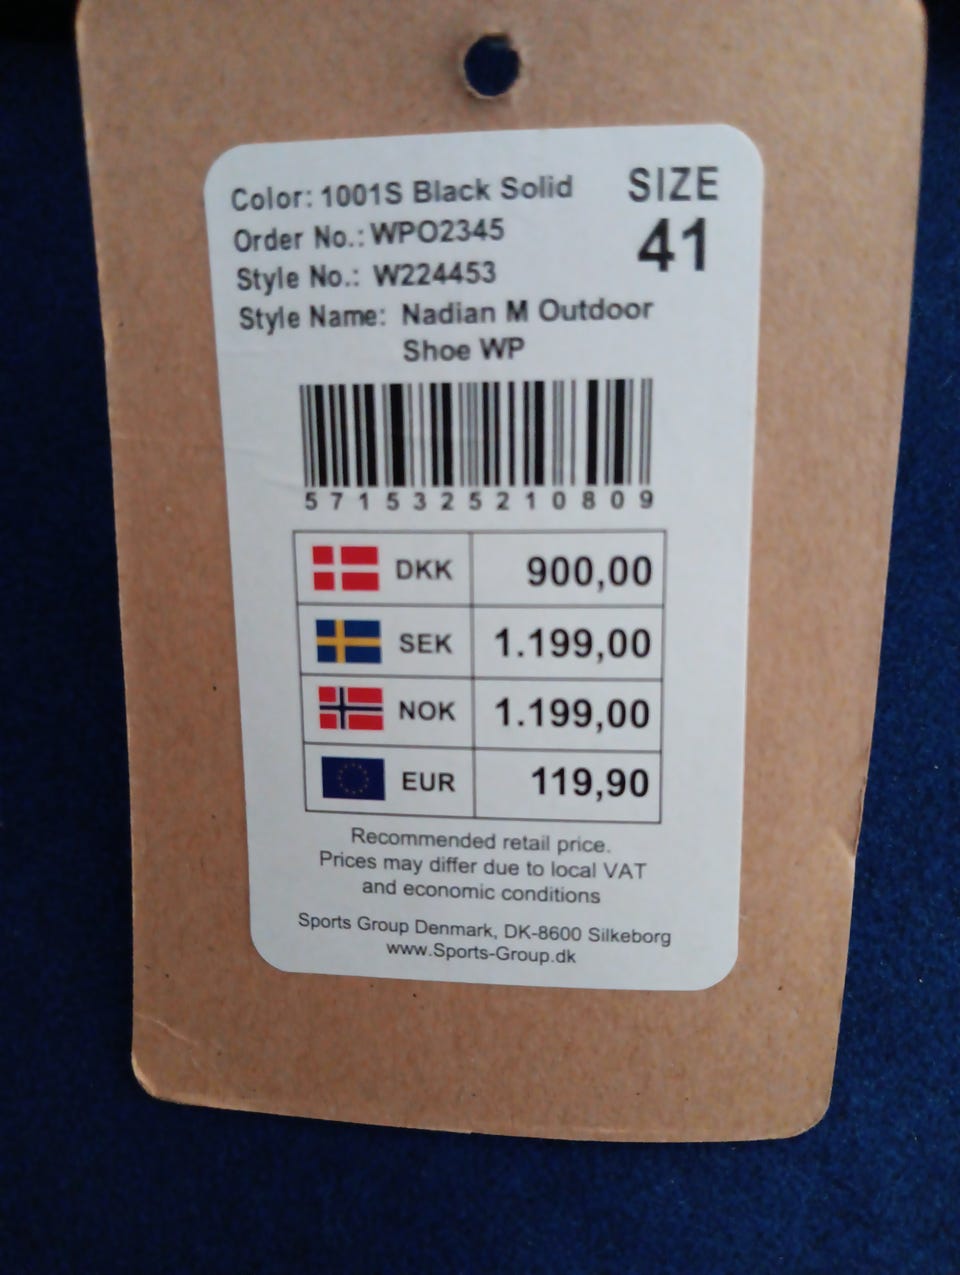 Color: 1001S Black Solid
SIZE
41
Order No.: WPO2345
Style No.: W224453
Style Name: Nadian M Outdoor
Shoe WP
5715325210809
DKK 900,00
SEK 1.199,00
NOK 1.199,00
EUR 119,90
Recommended retail price.
Prices may differ due to local VAT
and economic conditions
Sports Group Denmark, DK-8600 Silkeborg
www.Sports-Group.dk